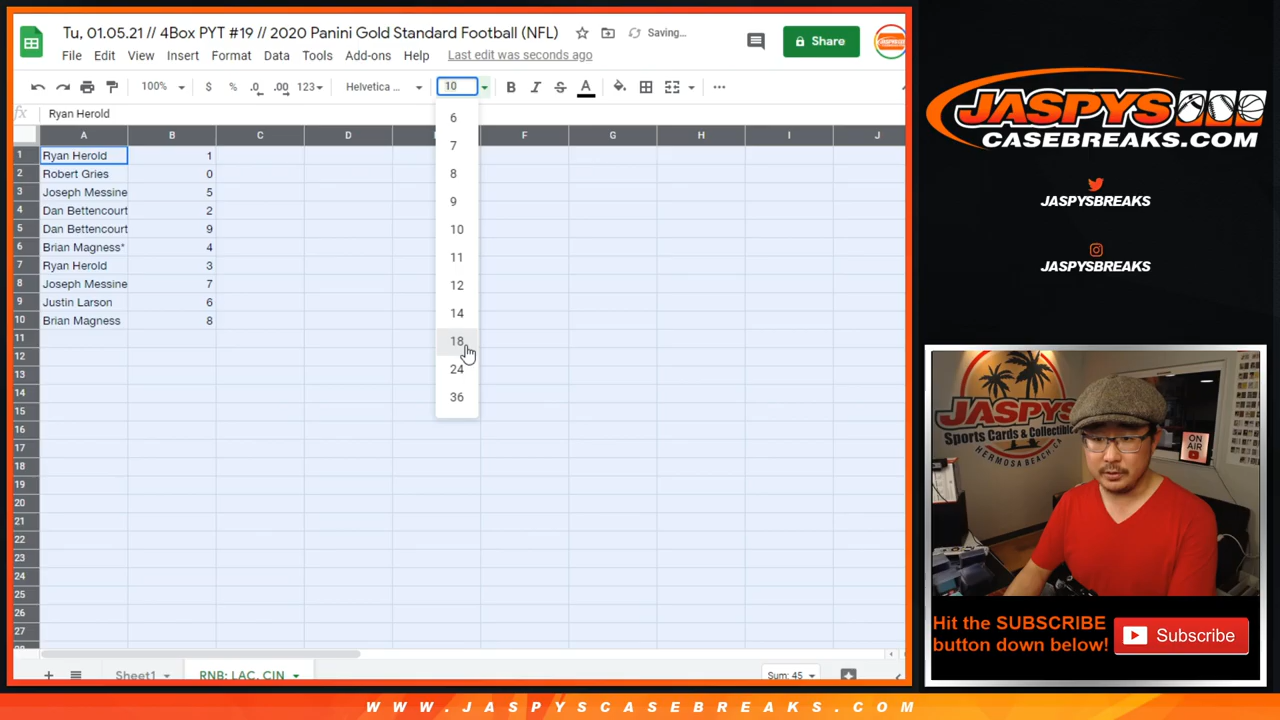 Tu, 01.05.21 // 4Box PYT #19 // 2020 Panini Gold Standard Football (NFL) Saving...
File Edit View Insert Format Data Tools Add-ons Help Last edit was seconds ago
Share
100% $ % .0 .00 123 Helvetica ... 10 B I S A
fx Ryan Herold
A B C D F G H I J
1 Ryan Herold 1
2 Robert Gries 0
3 Joseph Messine 5
4 Dan Bettencourt 2
5 Dan Bettencourt 9
6 Brian Magness* 4
7 Ryan Herold 3
8 Joseph Messine 7
9 Justin Larson 6
10 Brian Magness 8
11
12
13
14
15
16
17
18
19
20
21
22
23
24
25
26
27
6
7
8
9
10
11
12
14
18
24
36
Sheet1 RNB: LAC, CIN Sum: 45
JASPYS
CASEBREAKS.COM
JASPYSBREAKS
JASPYSBREAKS
JASPYS
Sports Cards & Collectible
HERMOSA BEACH, CA
ON
AIR
Hit the SUBSCRIBE
button down below!
Subscribe
WWW.JASPYSCASEBREAKS.COM